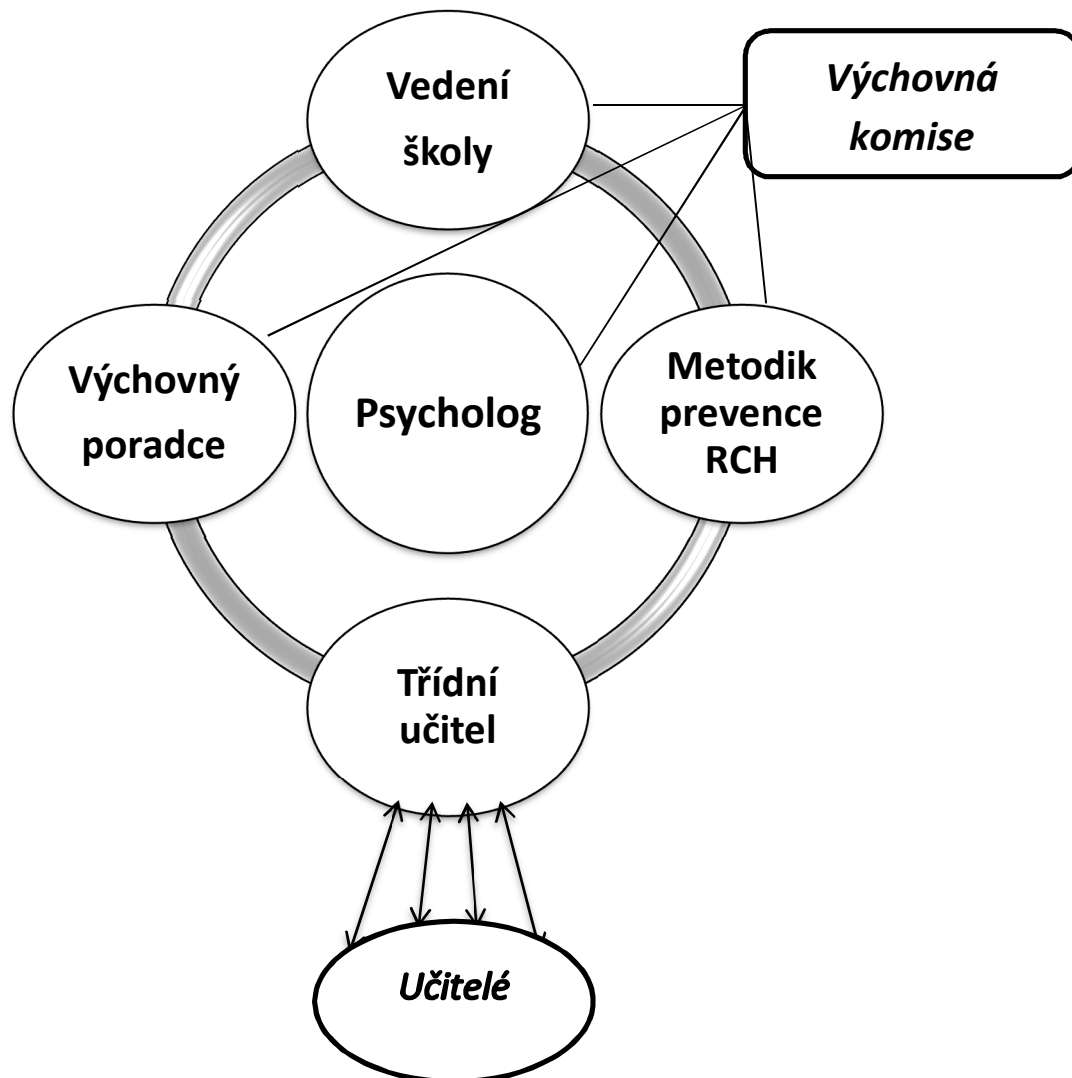 Vedení
školy
Výchovná
komise
Výchovný
poradce
Psycholog
Metodik
prevence
RCH
Třídní
učitel
Učitelé